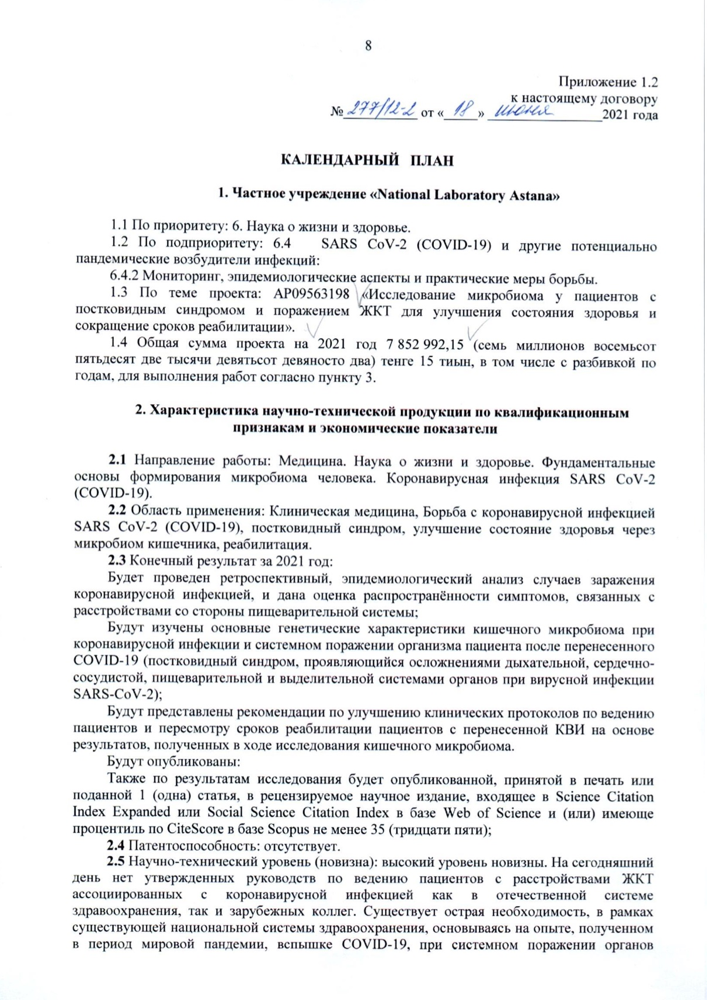 8
Приложение 1.2
к настоящему договору
№ 277/12-2 от « 18 » июня 2021 года
КАЛЕНДАРНЫЙ ПЛАН
1. Частное учреждение «National Laboratory Astana»
1.1 По приоритету: 6. Наука о жизни и здоровье.
1.2 По подприоритету: 6.4 SARS CoV-2 (COVID-19) и другие потенциально
пандемические возбудители инфекций:
6.4.2 Мониторинг, эпидемиологические аспекты и практические меры борьбы.
1.3 По теме проекта: АР09563198 «Исследование микробиома у пациентов с
постковидным синдромом и поражением ЖКТ для улучшения состояния здоровья и
сокращение сроков реабилитации».
1.4 Общая сумма проекта на 2021 год 7 852 992,15 (семь миллионов восемьсот
пятьдесят две тысячи девятьсот девяносто два) тенге 15 тиын, в том числе с разбивкой по
годам, для выполнения работ согласно пункту 3.
2. Характеристика научно-технической продукции по квалификационным
признакам и экономические показатели
2.1 Направление работы: Медицина. Наука о жизни и здоровье. Фундаментальные
основы формирования микробиома человека. Коронавирусная инфекция SARS CoV-2
(COVID-19).
2.2 Область применения: Клиническая медицина, Борьба с коронавирусной инфекцией
SARS CoV-2 (COVID-19), постковидный синдром, улучшение состояние здоровья через
микробиом кишечника, реабилитация.
2.3 Конечный результат за 2021 год:
Будет проведен ретроспективный, эпидемиологический анализ случаев заражения
коронавирусной инфекцией, и дана оценка распространённости симптомов, связанных с
расстройствами со стороны пищеварительной системы;
Будут изучены основные генетические характеристики кишечного микробиома при
коронавирусной инфекции и системном поражении организма пациента после перенесенного
COVID-19 (постковидный синдром, проявляющийся осложнениями дыхательной, сердечно-
сосудистой, пищеварительной и выделительной системами органов при вирусной инфекции
SARS-CoV-2);
Будут представлены рекомендации по улучшению клинических протоколов по ведению
пациентов и пересмотру сроков реабилитации пациентов с перенесенной КВИ на основе
результатов, полученных в ходе исследования кишечного микробиома.
Будут опубликованы:
Также по результатам исследования будет опубликованной, принятой в печать или
поданной 1 (одна) статья, в рецензируемое научное издание, входящее в Science Citation
Index Expanded или Social Science Citation Index в базе Web of Science и (или) имеюще
процентиль по CiteScore в базе Scopus не менее 35 (тридцати пяти);
2.4 Патентоспособность: отсутствует.
2.5 Научно-технический уровень (новизна): высокий уровень новизны. На сегодняшний
день нет утвержденных руководств по ведению пациентов с расстройствами ЖКТ
ассоциированных с коронавирусной инфекцией как в отечественной системе
здравоохранения, так и зарубежных коллег. Существует острая необходимость, в рамках
существующей национальной системы здравоохранения, основываясь на опыте, полученном
в период мировой пандемии, вспышке COVID-19, при системном поражении органов